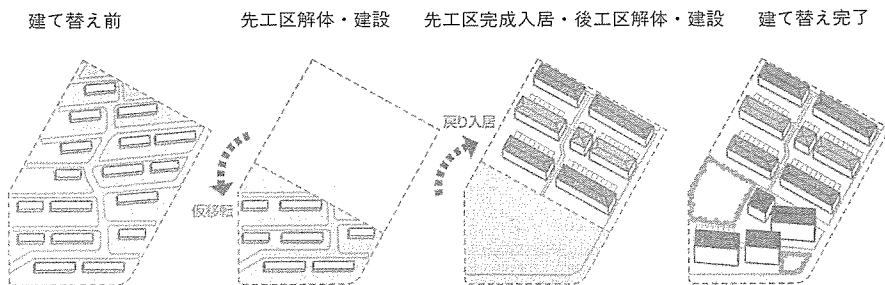 建て替え前
先工区解体・建設
先工区完成入居・後工区解体・建設
建て替え完了
仮移転
戻り入居